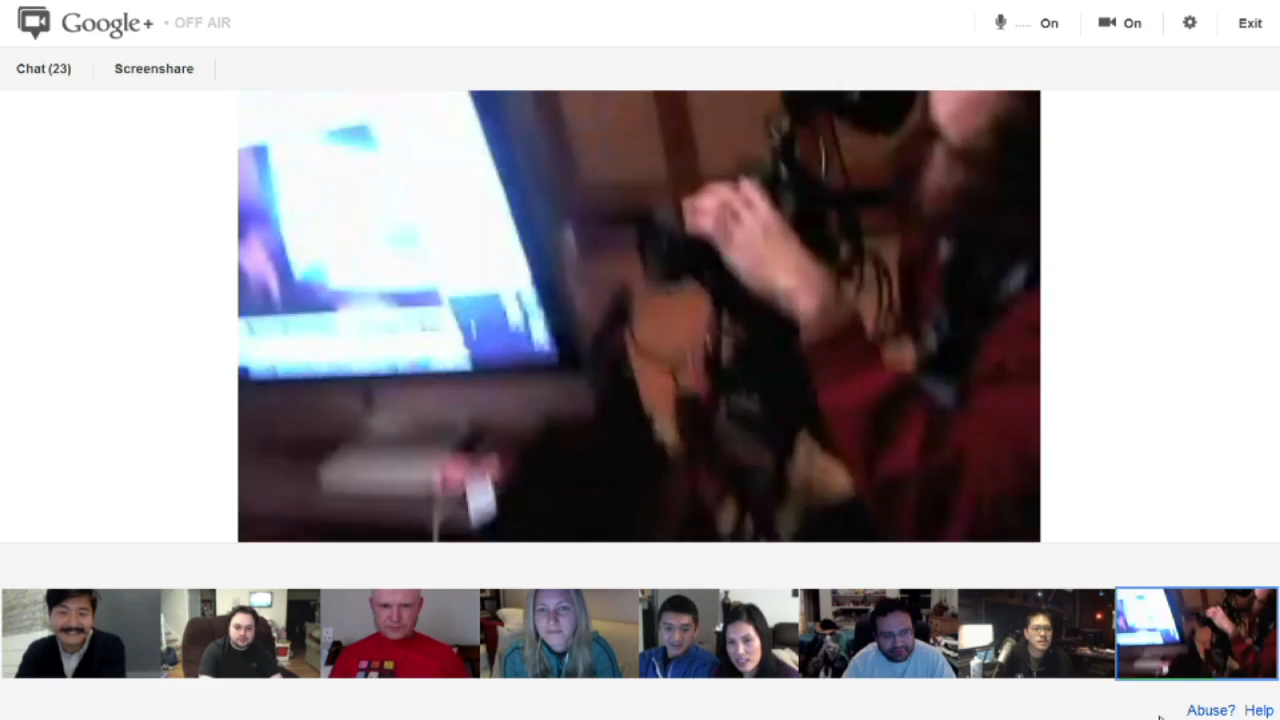 Google+ • OFF AIR
On
On
Exit
Chat (23)
Screenshare
Abuse? Help